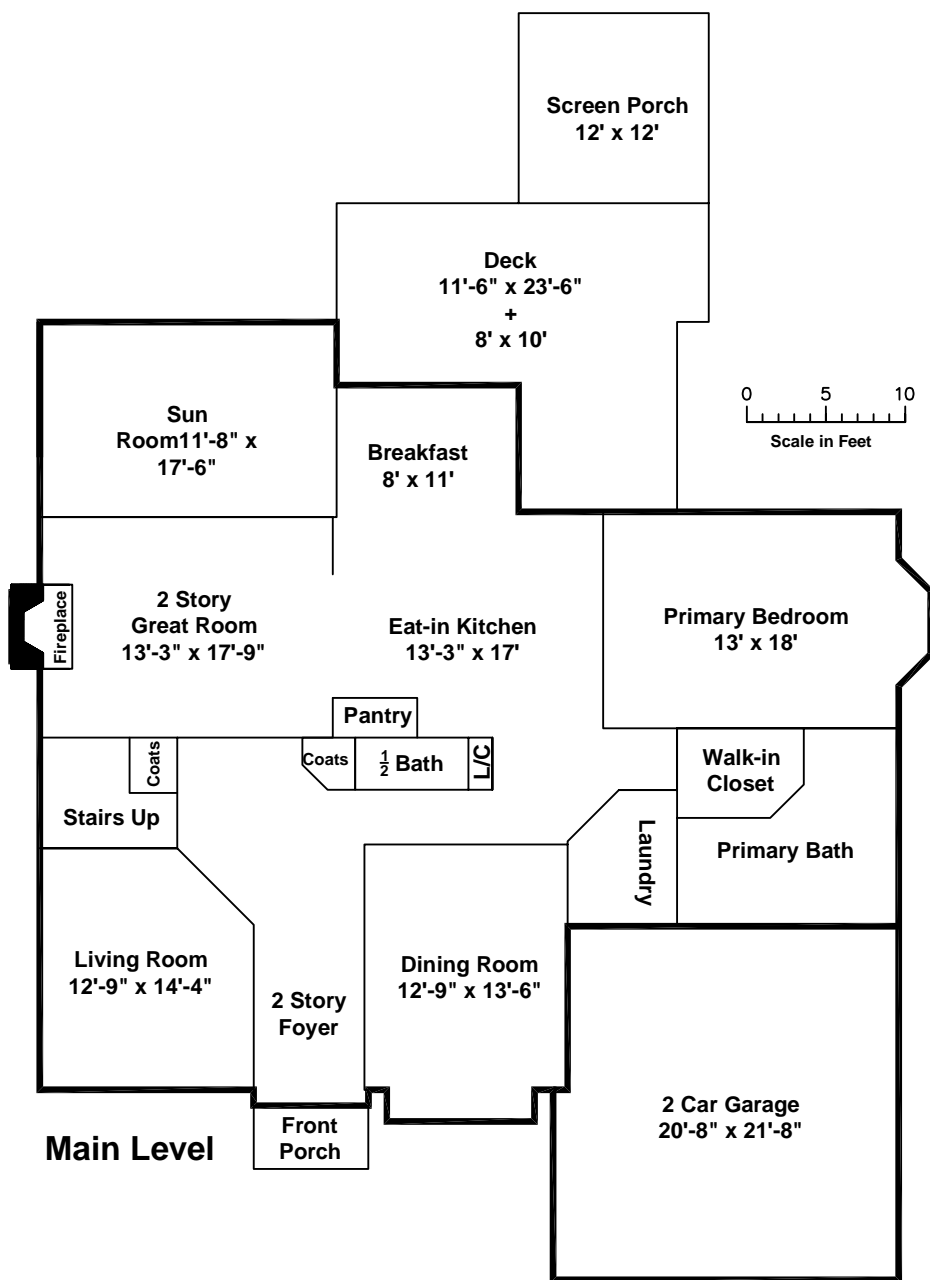 Screen Porch
12' x 12'
Deck
11'-6" x 23'-6"
+
8' x 10'
0 5 10
Scale in Feet
Sun
Room11'-8" x
17'-6"
Breakfast
8' x 11'
Fireplace
2 Story
Great Room
13'-3" x 17'-9"
Eat-in Kitchen
13'-3" x 17'
Primary Bedroom
13' x 18'
Pantry
Coats
Coats
½ Bath
L/C
Walk-in
Closet
Stairs Up
Laundry
Primary Bath
Living Room
12'-9" x 14'-4"
2 Story
Foyer
Dining Room
12'-9" x 13'-6"
2 Car Garage
20'-8" x 21'-8"
Front
Porch
Main Level